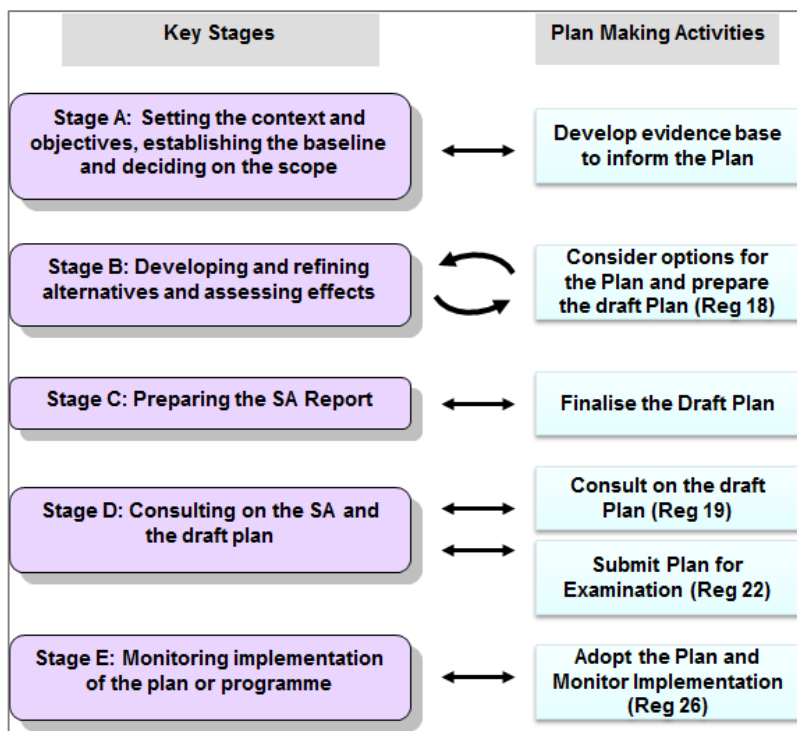 Key Stages
Plan Making Activities
Stage A:  Setting the context and
objectives, establishing the baseline
and deciding on the scope
Develop evidence base
to inform the Plan
Stage B: Developing and refining
alternatives and assessing effects
Consider options for
the Plan and prepare
the draft Plan (Reg 18)
Stage C: Preparing the SA Report
Finalise the Draft Plan
Stage D: Consulting on the SA and
the draft plan
Consult on the draft
Plan (Reg 19)
Submit Plan for
Examination (Reg 22)
Stage E: Monitoring implementation
of the plan or programme
Adopt the Plan and
Monitor Implementation
(Reg 26)